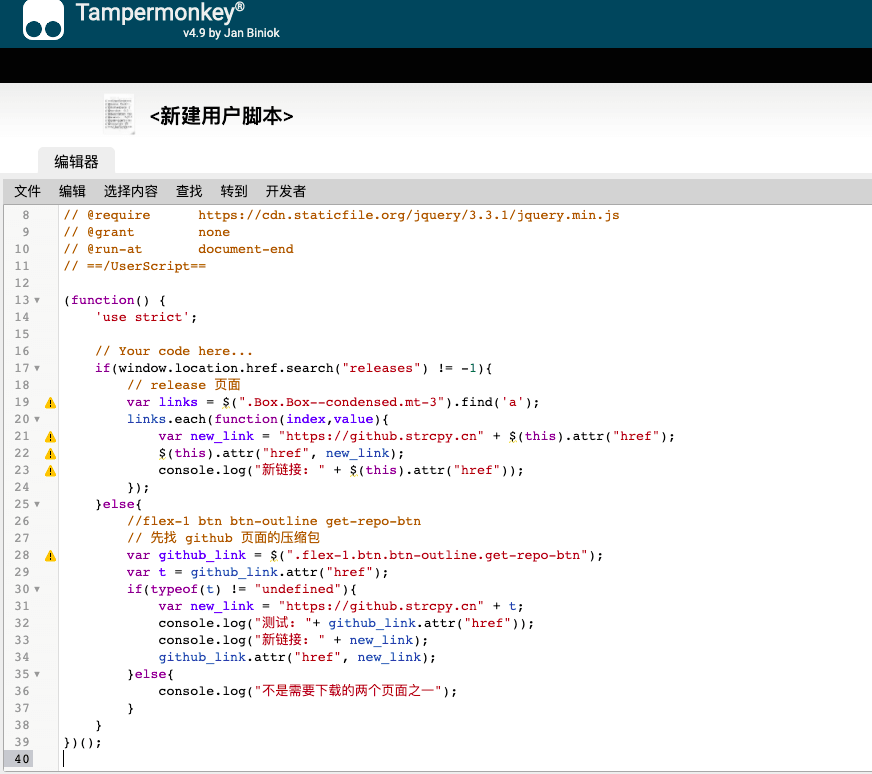 Tampermonkey®
v4.9 by Jan Biniok
<新建用户脚本>
编辑器
文件 编辑 选择内容 查找 转到 开发者
8 // @require      https://cdn.staticfile.org/jquery/3.3.1/jquery.min.js
9 // @grant        none
10 // @run-at       document-end
11 // ==/UserScript==
12
13 (function() {
14     'use strict';
15
16     // Your code here...
17     if(window.location.href.search("releases") != -1){
18         // release 页面
19         var links = $(".Box.Box--condensed.mt-3").find('a');
20         links.each(function(index,value){
21             var new_link = "https://github.strcpy.cn" + $(this).attr("href");
22             $(this).attr("href", new_link);
23             console.log("新链接: " + $(this).attr("href"));
24         });
25     }else{
26         //flex-1 btn btn-outline get-repo-btn
27         // 先找 github 页面的压缩包
28         var github_link = $(".flex-1.btn.btn-outline.get-repo-btn");
29         var t = github_link.attr("href");
30         if(typeof(t) != "undefined"){
31             var new_link = "https://github.strcpy.cn" + t;
32             console.log("测试: "+ github_link.attr("href"));
33             console.log("新链接: " + new_link);
34             github_link.attr("href", new_link);
35         }else{
36             console.log("不是需要下载的两个页面之一");
37         }
38     }
39 })();
40